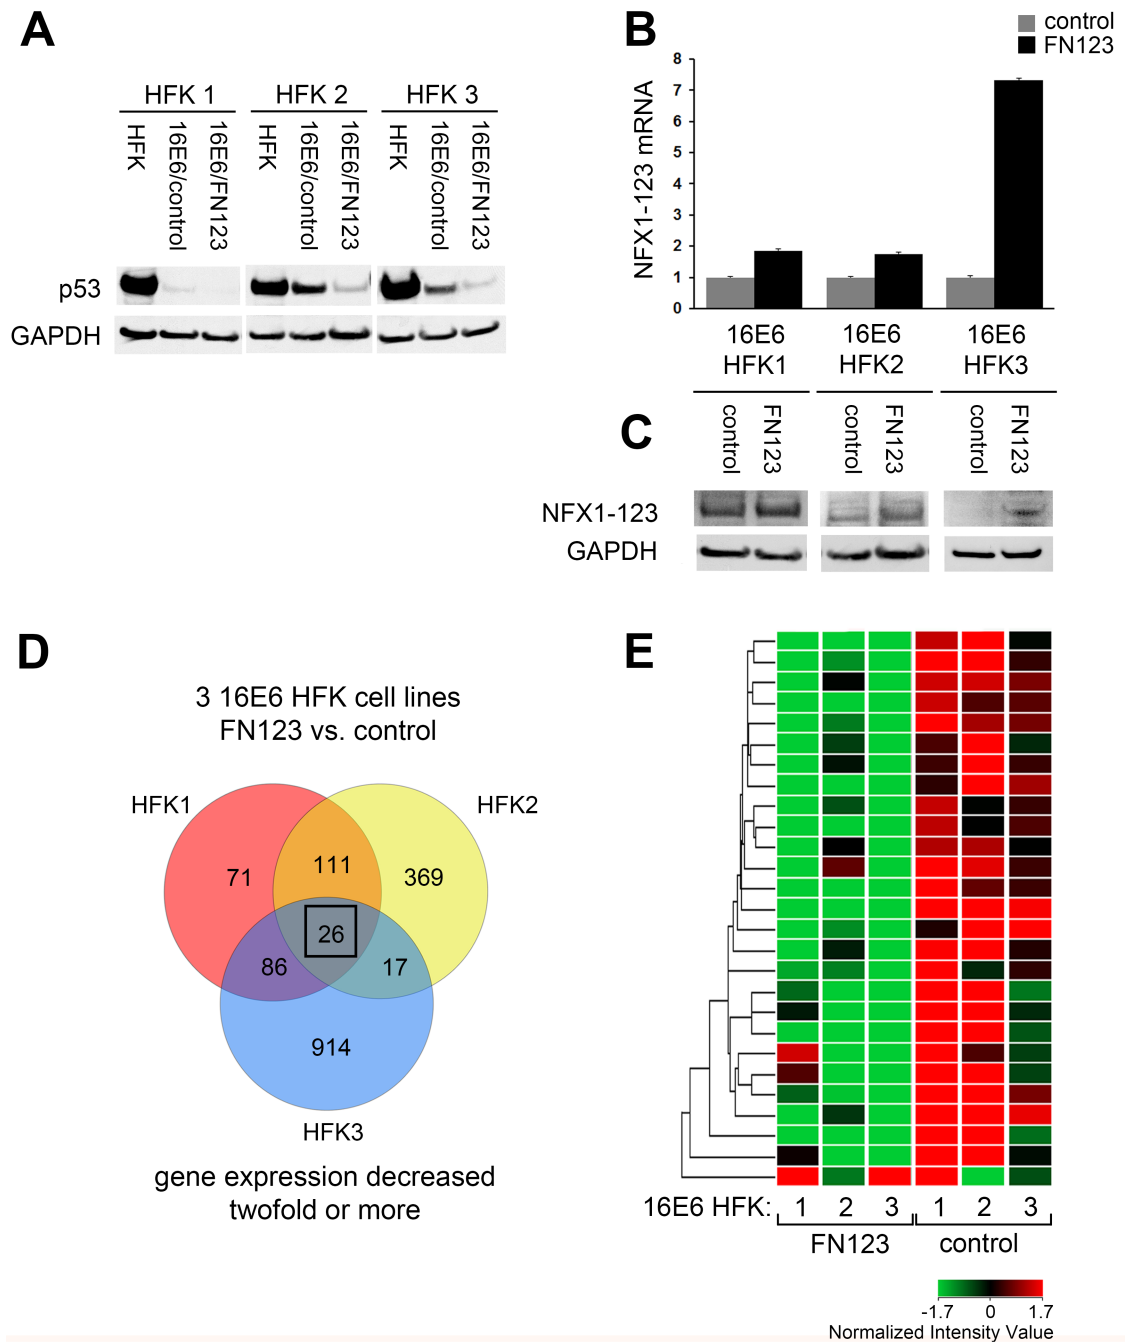 A
HFK 1 HFK 2 HFK 3
HFK 16E6/control 16E6/FN123 HFK 16E6/control 16E6/FN123 HFK 16E6/control 16E6/FN123
p53
GAPDH
B
control
FN123
NFX1-123 mRNA
8
7
6
5
4
3
2
1
0
16E6 16E6 16E6
HFK1 HFK2 HFK3
C
control FN123 control FN123 control FN123
NFX1-123
GAPDH
D
3 16E6 HFK cell lines
FN123 vs. control
HFK1 HFK2
71 111 369
26
86 17
914
HFK3
gene expression decreased
twofold or more
E
16E6 HFK: 1 2 3 1 2 3
FN123 control
-1.7 0 1.7
Normalized Intensity Value